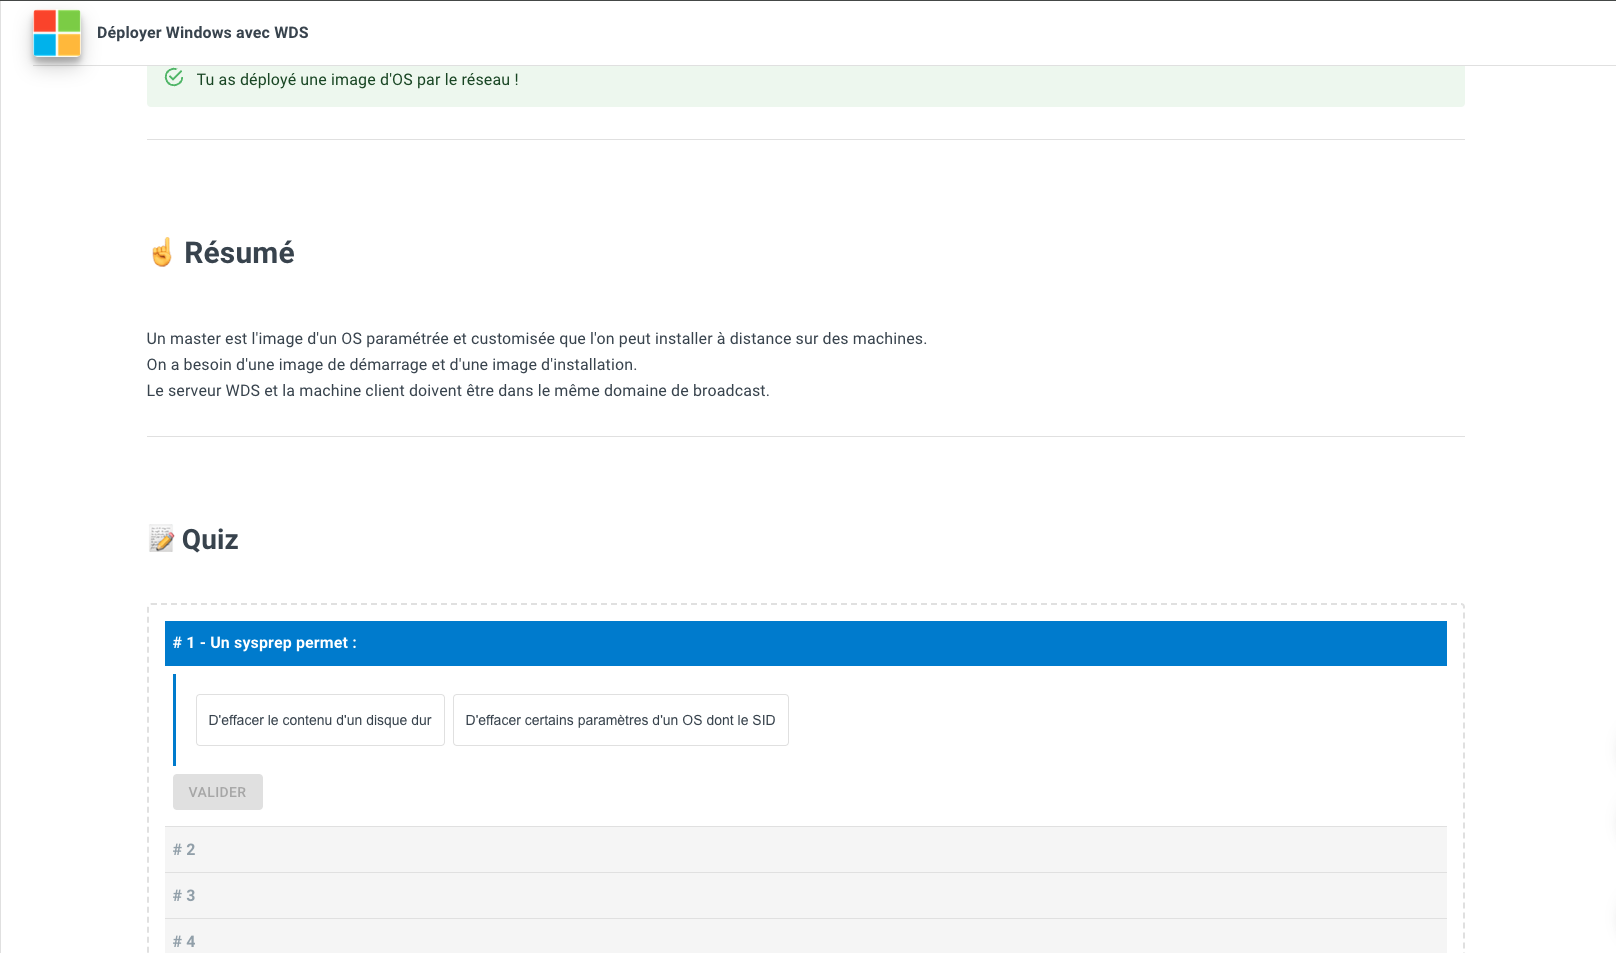 Déployer Windows avec WDS
Tu as déployé une image d'OS par le réseau !
Résumé
Un master est l'image d'un OS paramétrée et customisée que l'on peut installer à distance sur des machines.
On a besoin d'une image de démarrage et d'une image d'installation.
Le serveur WDS et la machine client doivent être dans le même domaine de broadcast.
Quiz
# 1 - Un sysprep permet :
D'effacer le contenu d'un disque dur
D'effacer certains paramètres d'un OS dont le SID
VALIDER
# 2
# 3
# 4